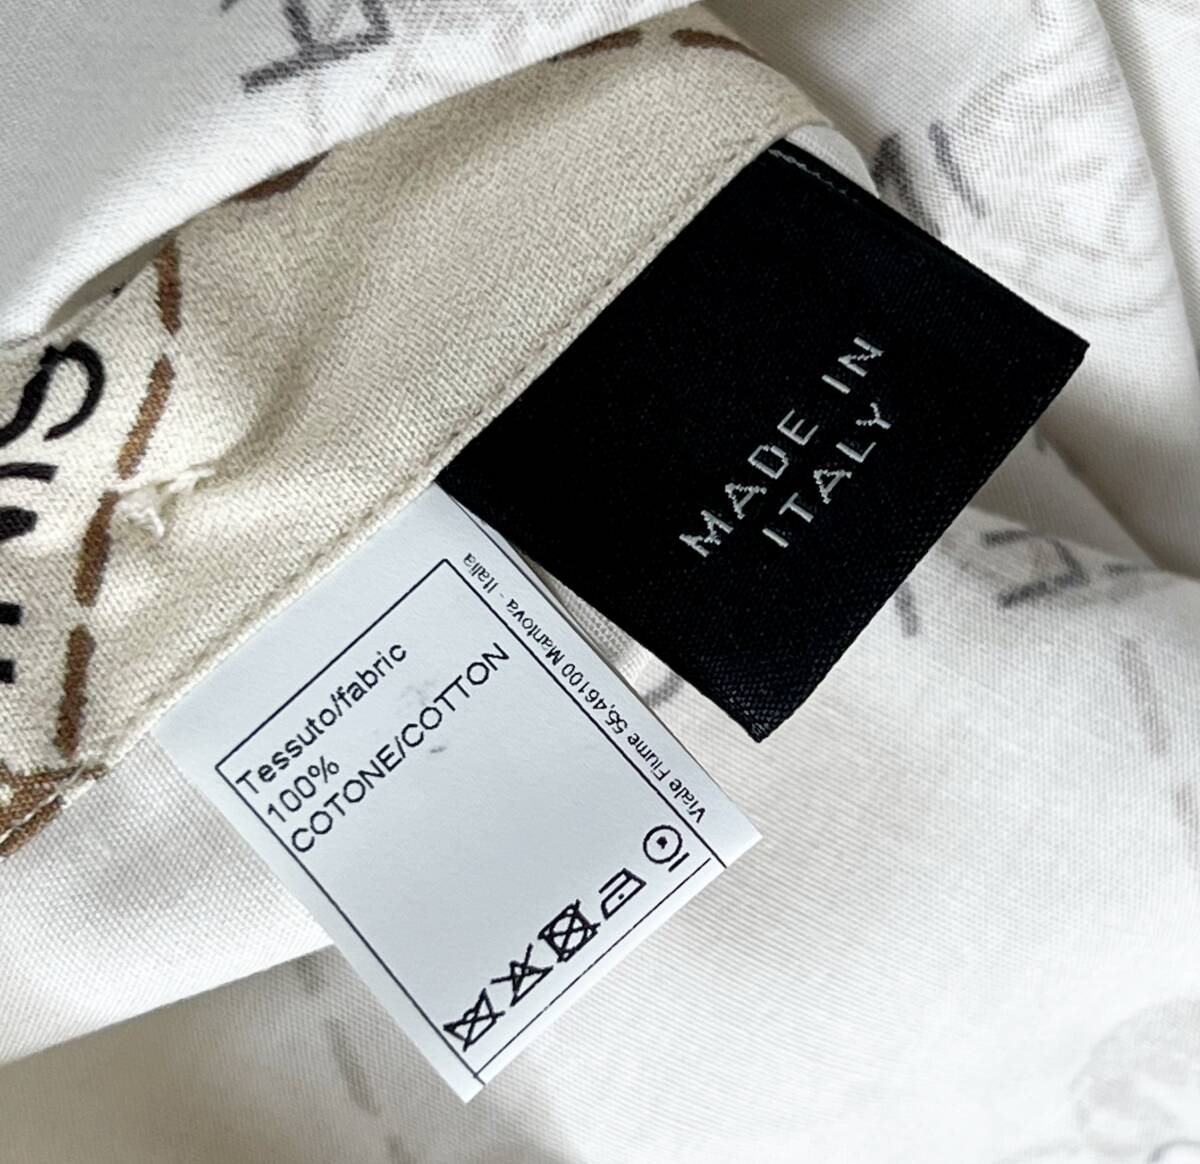 MADE IN
ITALY
Viale Fiume 55,46100 Mantova - Italia
Tessuto/fabric
100%
COTONE/COTTON